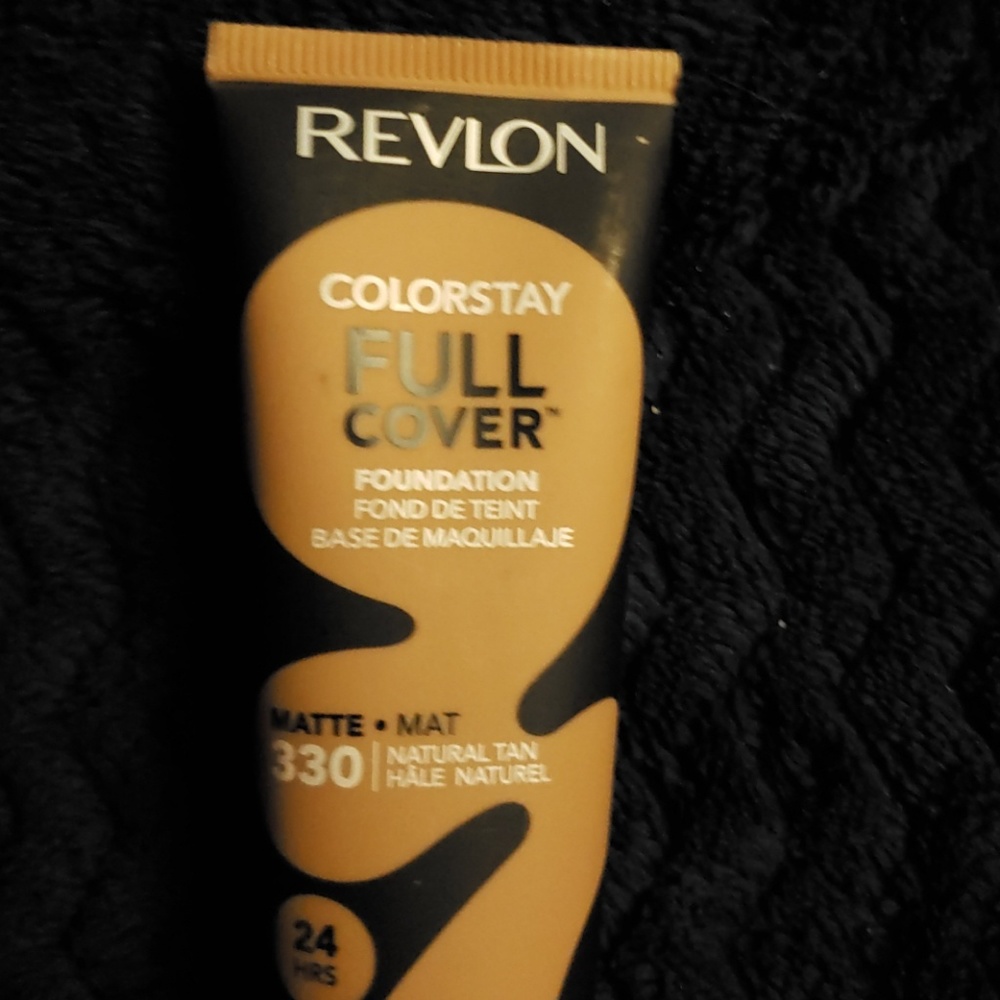 REVLON
COLORSTAY
FULL
COVER™
FOUNDATION
FOND DE TEINT
BASE DE MAQUILLAJE
MATTE • MAT
330 | NATURAL TAN
HÂLE NATUREL
24
HRS